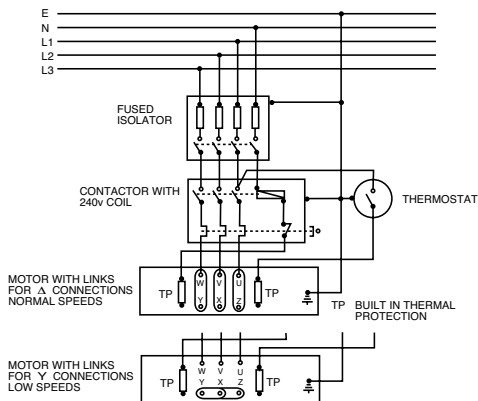 E
N
L1
L2
L3
FUSED
ISOLATOR
CONTACTOR WITH
240v COIL
THERMOSTAT
MOTOR WITH LINKS
FOR Δ CONNECTIONS
NORMAL SPEEDS
TP
W V U
Y X Z
TP
TP BUILT IN THERMAL
PROTECTION
MOTOR WITH LINKS
FOR Y CONNECTIONS
LOW SPEEDS
TP
W V U
Y X Z
TP